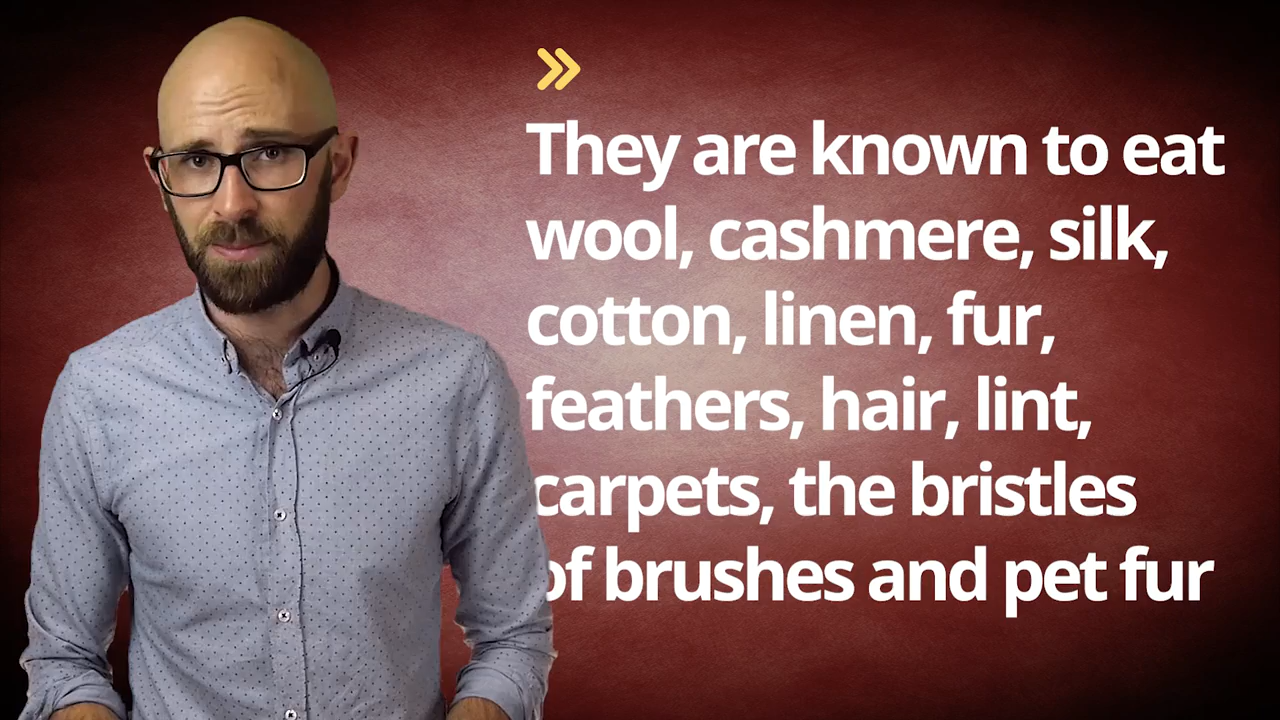 They are known to eat
wool, cashmere, silk,
cotton, linen, fur,
feathers, hair, lint,
carpets, the bristles
of brushes and pet fur